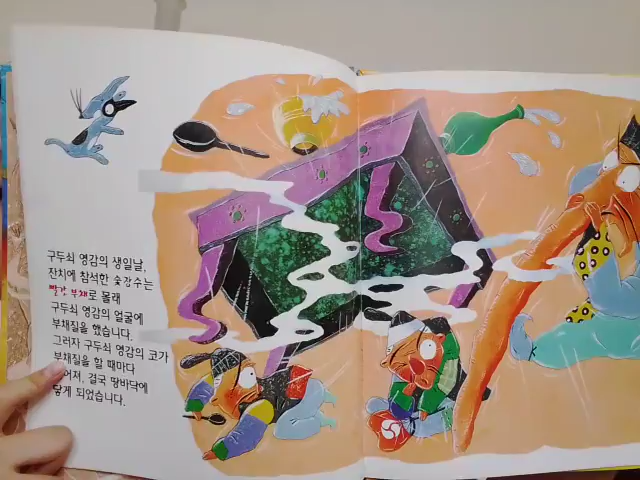 구두쇠 영감의 생일날,
잔치에 참석한 숯장수는
빨강 부채로 몰래
구두쇠 영감의 얼굴에
부채질을 했습니다.
그러자 구두쇠 영감의 코가
부채질을 할 때마다
어져, 결국 땅바닥에
닿게 되었습니다.